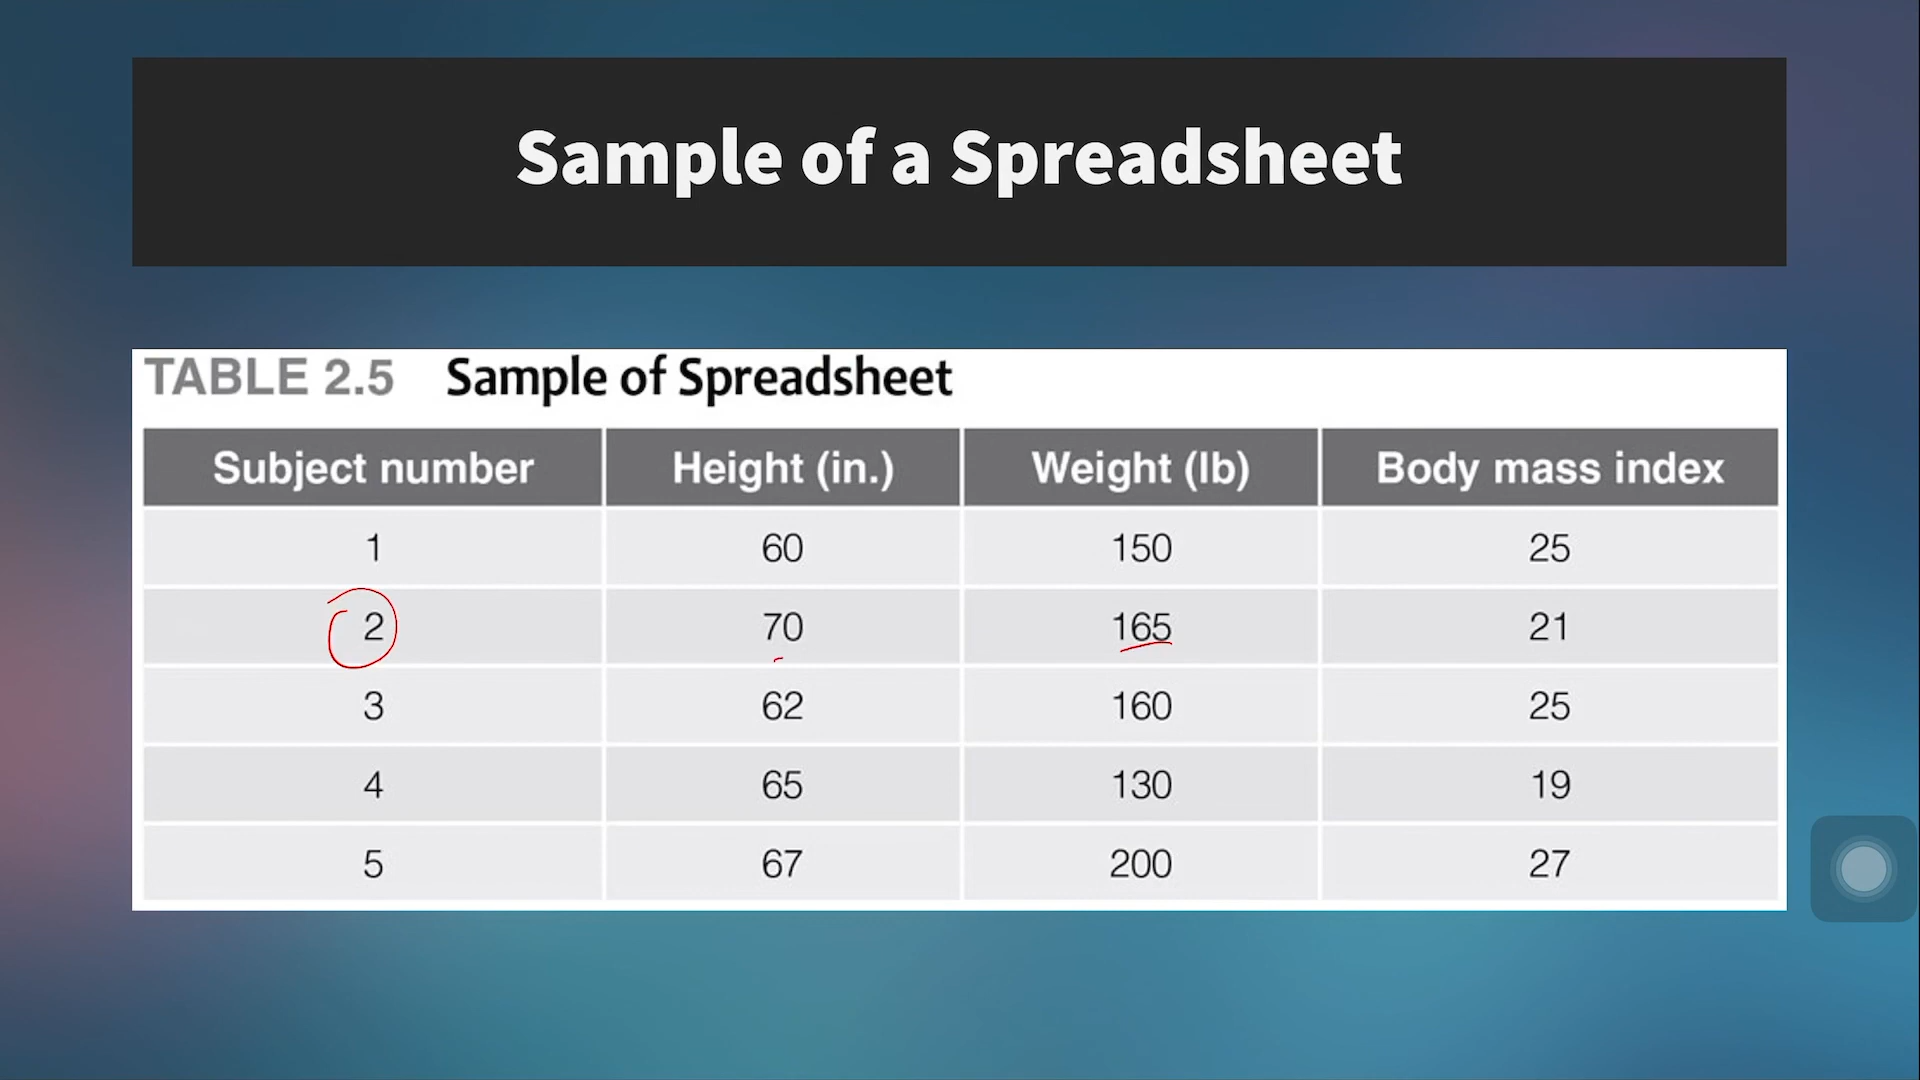 Sample of a Spreadsheet
TABLE 2.5 Sample of Spreadsheet
Subject number Height (in.) Weight (lb) Body mass index
1 60 150 25
2 70 165 21
3 62 160 25
4 65 130 19
5 67 200 27